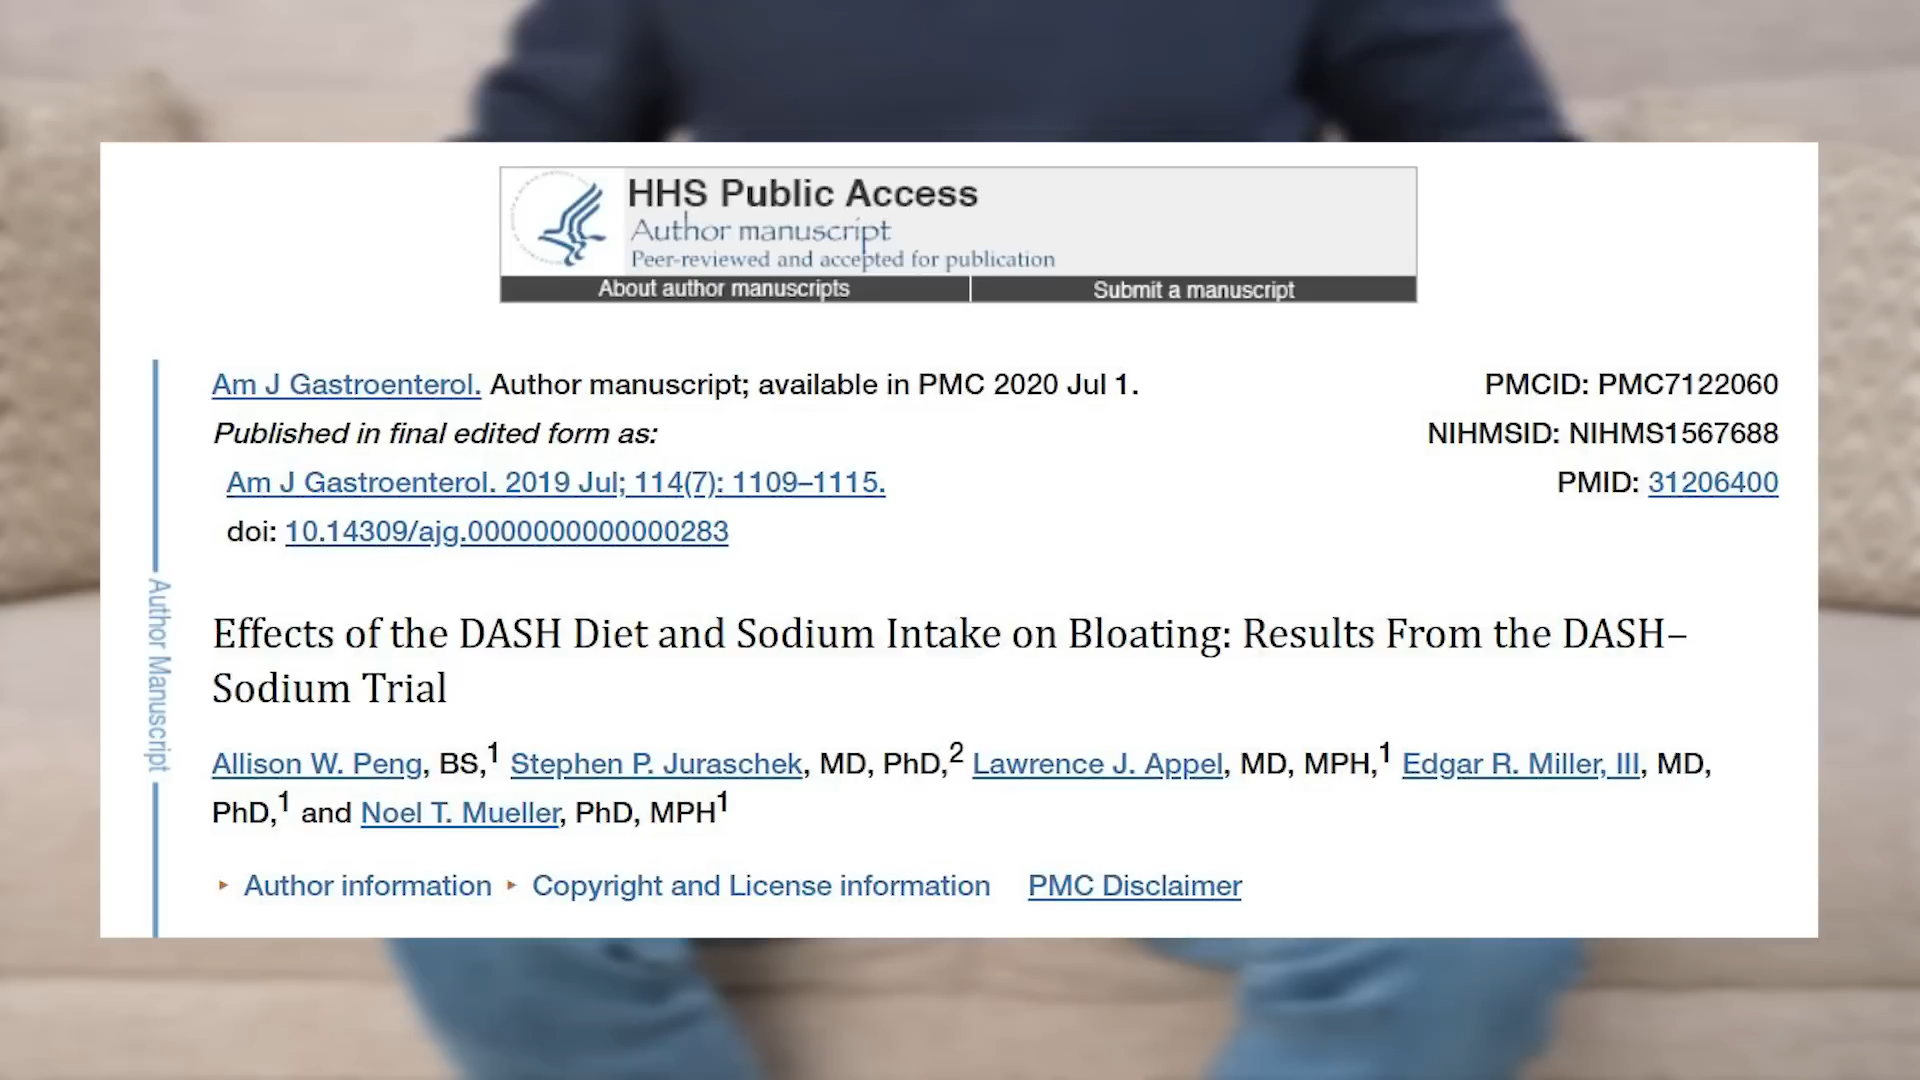 HHS Public Access
Author manuscript
Peer-reviewed and accepted for publication
About author manuscripts
Submit a manuscript
Am J Gastroenterol. Author manuscript; available in PMC 2020 Jul 1.
Published in final edited form as:
Am J Gastroenterol. 2019 Jul; 114(7): 1109–1115.
doi: 10.14309/ajg.0000000000000283
PMCID: PMC7122060
NIHMSID: NIHMS1567688
PMID: 31206400
Author Manuscript
Effects of the DASH Diet and Sodium Intake on Bloating: Results From the DASH–
Sodium Trial
Allison W. Peng, BS,1 Stephen P. Juraschek, MD, PhD,2 Lawrence J. Appel, MD, MPH,1 Edgar R. Miller, III, MD,
PhD,1 and Noel T. Mueller, PhD, MPH1
Author information Copyright and License information PMC Disclaimer